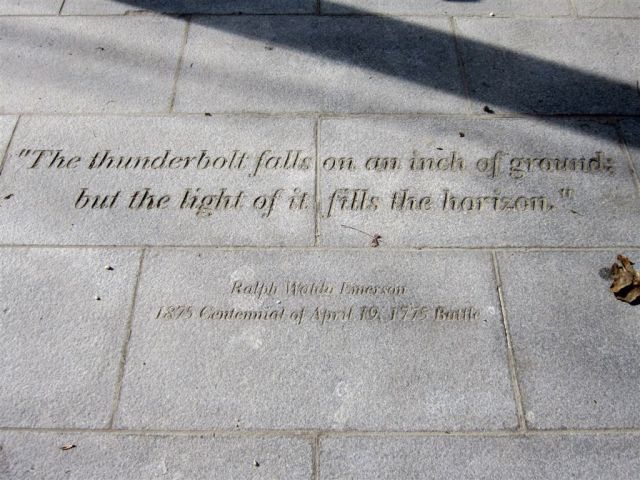 "The thunderbolt falls on an inch of ground;
but the light of it fills the horizon."
Ralph Waldo Emerson
1875 Centennial of April 19, 1775 Battle